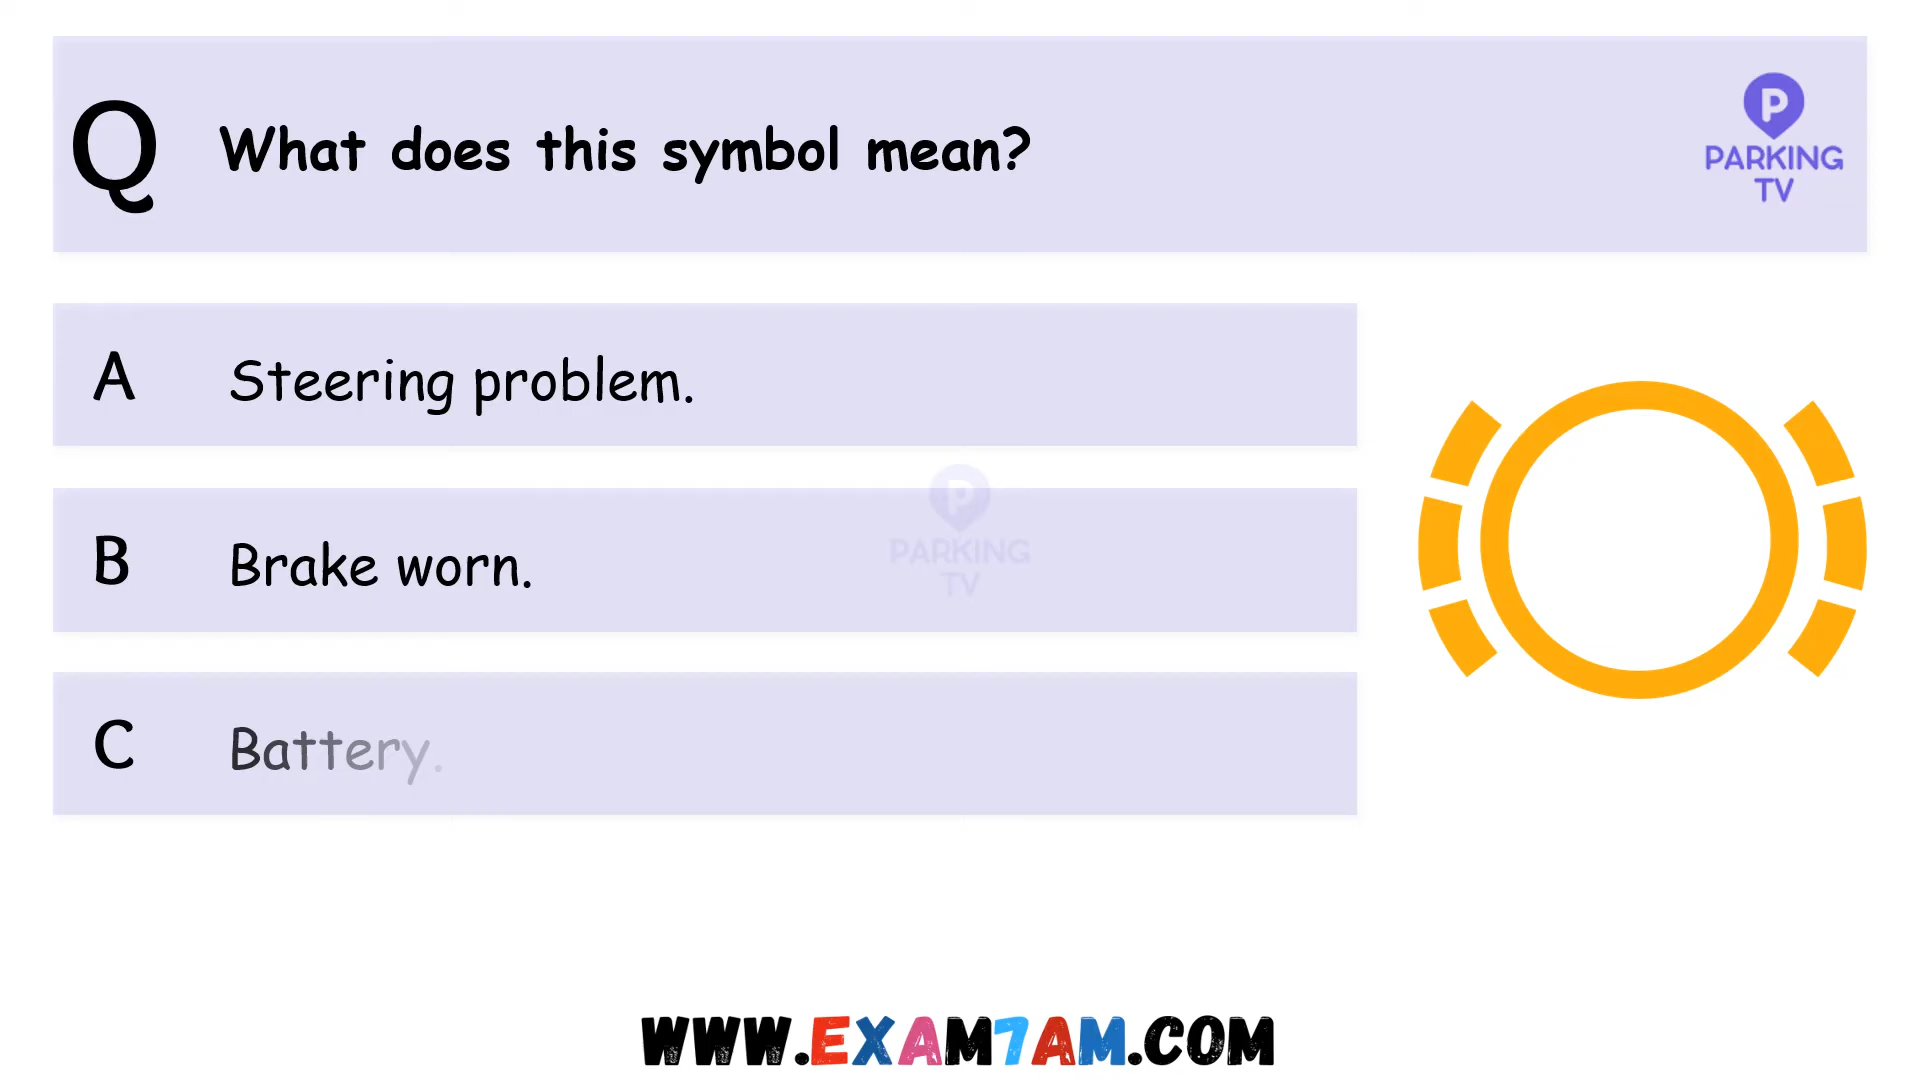 Q What does this symbol mean?
P
PARKING
TV
A Steering problem.
B Brake worn.
P
PARKING
TV
C Battery.
WWW.EXAM7AM.COM